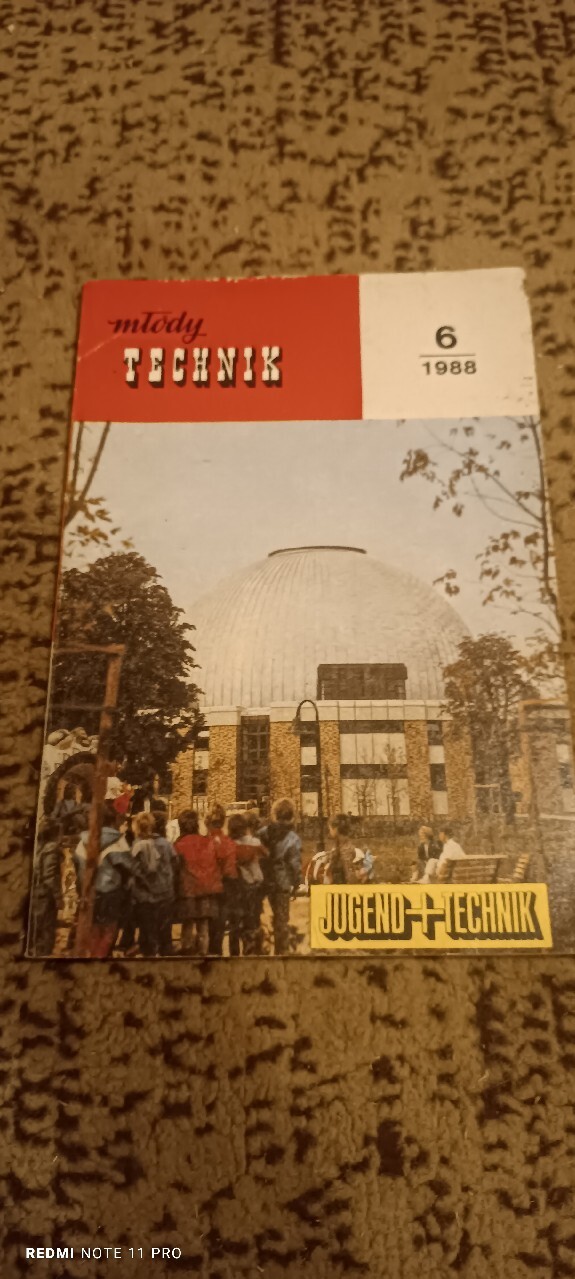 młody
TECHNIK
6
1988
JUGEND+TECHNIK
REDMI NOTE 11 PRO